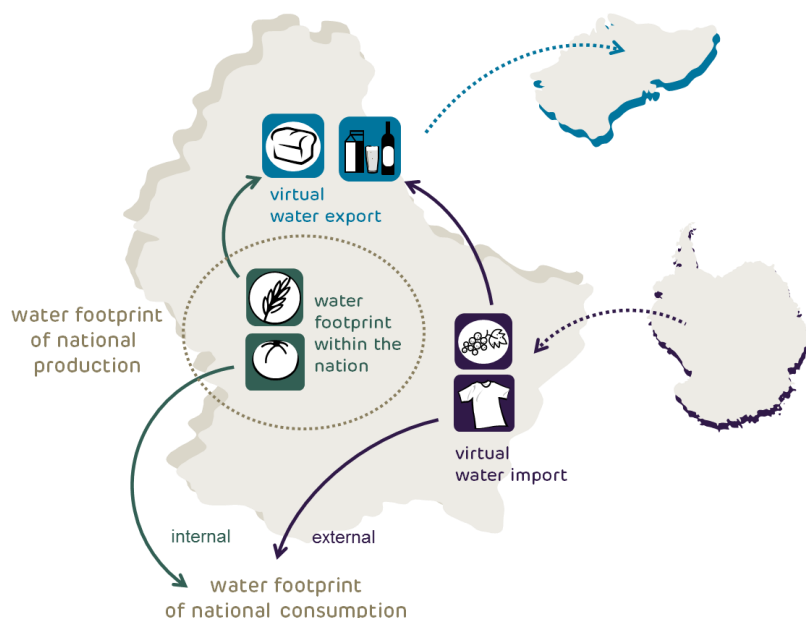 virtual
water export
water footprint
of national
production
water
footprint
within the
nation
virtual
water import
internal
external
water footprint
of national consumption